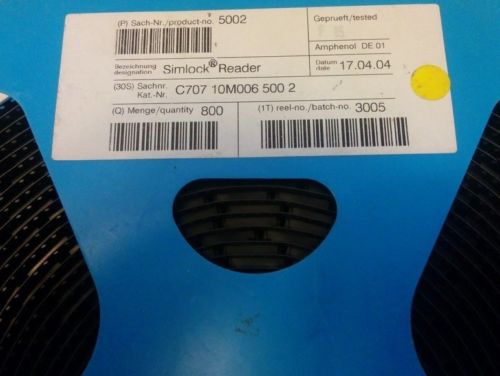 (P) Sach-Nr./product-no. 5002
Geprueft/tested
Amphenol DE 01
Bezeichnung
designation Simlock® Reader
Datum
date 17.04.04
(30S) Sachnr.
Kat.-Nr. C707 10M006 500 2
(Q) Menge/quantity 800
(1T) reel-no./batch-no. 3005